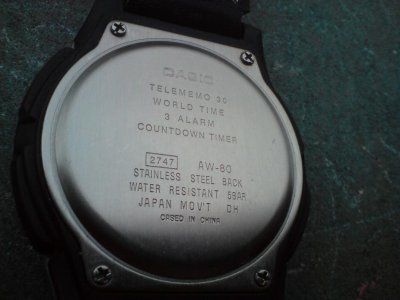 CASIO
TELEMEMO 30
WORLD TIME
3 ALARM
COUNTDOWN TIMER
2747 AW-80
STAINLESS STEEL BACK
WATER RESISTANT 5BAR
JAPAN MOV'T DH
CASED IN CHINA